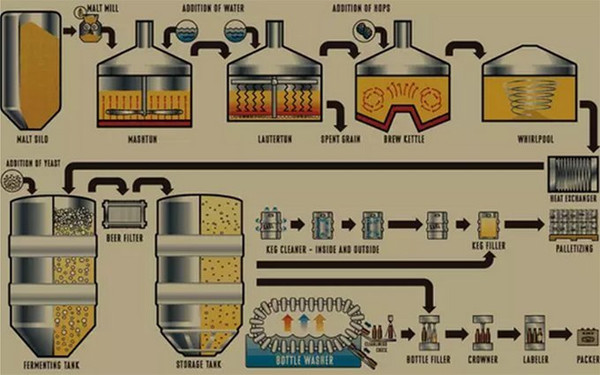 MALT MILL
ADDITION OF WATER
ADDITION OF HOPS
MALT SILO
MASHTUN
LAUTERTUN
SPENT GRAIN
BREW KETTLE
WHIRLPOOL
ADDITION OF YEAST
HEAT EXCHANGER
BEER FILTER
KEG CLEANER - INSIDE AND OUTSIDE
KEG FILLER
PALLETIZING
FERMENTING TANK
STORAGE TANK
BOTTLE WASHER
BOTTLE FILLER
CROWNER
LABELER
PACKER